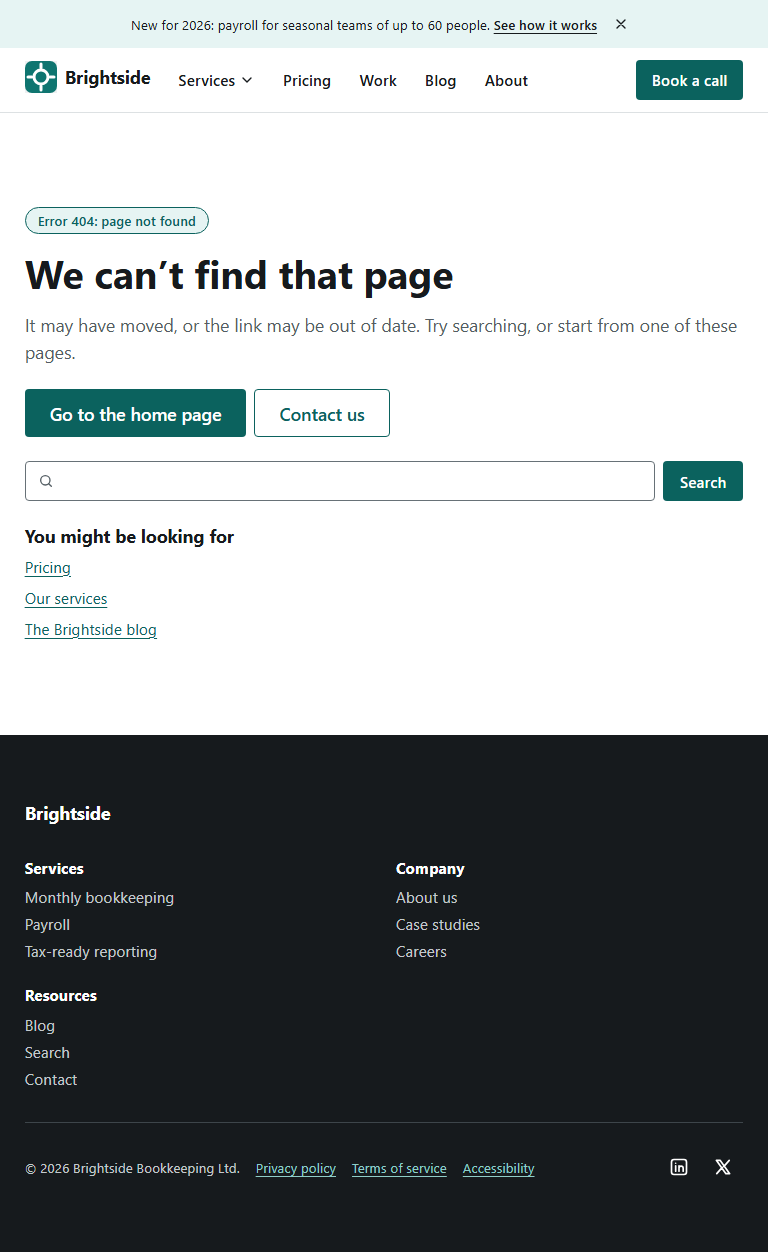 New for 2026: payroll for seasonal teams of up to 60 people. See how it works
Brightside
Services
Pricing
Work
Blog
About
Book a call
Error 404: page not found
We can’t find that page
It may have moved, or the link may be out of date. Try searching, or start from one of these
pages.
Go to the home page
Contact us
Search
You might be looking for
Pricing
Our services
The Brightside blog
Brightside
Services
Monthly bookkeeping
Payroll
Tax-ready reporting
Company
About us
Case studies
Careers
Resources
Blog
Search
Contact
© 2026 Brightside Bookkeeping Ltd. Privacy policy Terms of service Accessibility